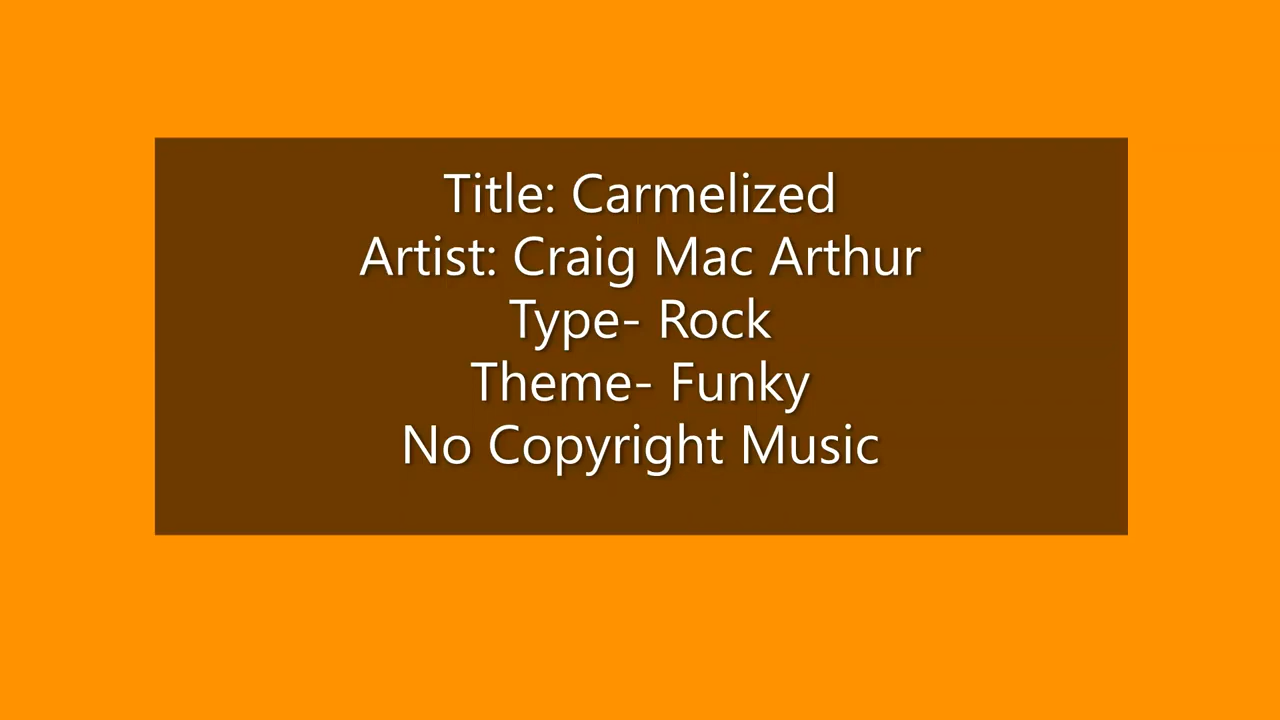 Title: Carmelized
Artist: Craig Mac Arthur
Type- Rock
Theme- Funky
No Copyright Music